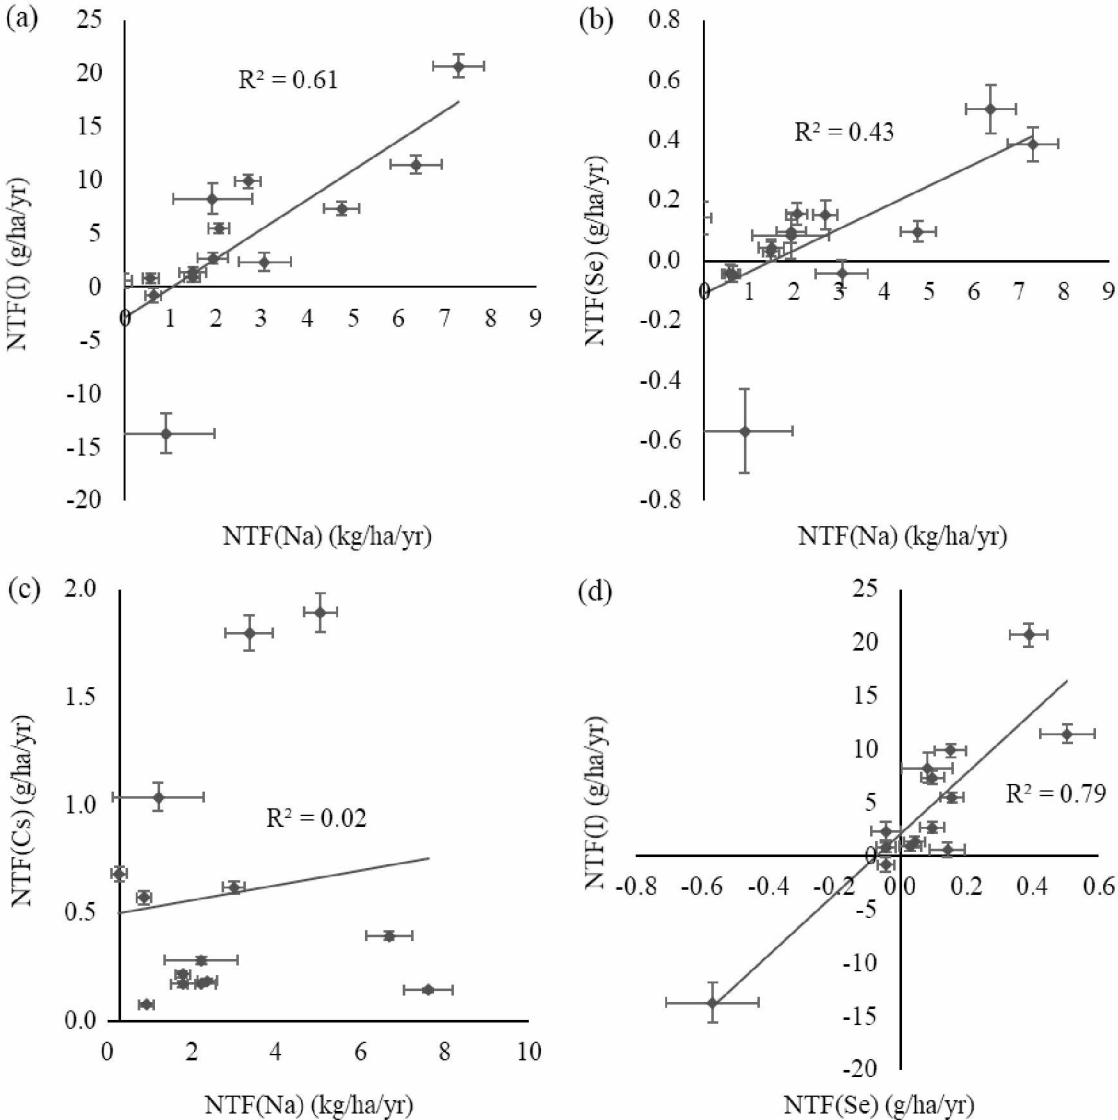 (a)
25
20
15
10
5
0
-5
-10
-15
-20
R² = 0.61
0 1 2 3 4 5 6 7 8 9
NTF(I) (g/ha/yr)
NTF(Na) (kg/ha/yr)
(b)
0.8
0.6
0.4
0.2
0.0
-0.2
-0.4
-0.6
-0.8
R² = 0.43
0 1 2 3 4 5 6 7 8 9
NTF(Se) (g/ha/yr)
NTF(Na) (kg/ha/yr)
(c)
2.0
1.5
1.0
0.5
0.0
R² = 0.02
0 2 4 6 8 10
NTF(Cs) (g/ha/yr)
NTF(Na) (kg/ha/yr)
(d)
25
20
15
10
5
0
-5
-10
-15
-20
R² = 0.79
-0.8 -0.6 -0.4 -0.2 0.0 0.2 0.4 0.6
NTF(I) (g/ha/yr)
NTF(Se) (g/ha/yr)